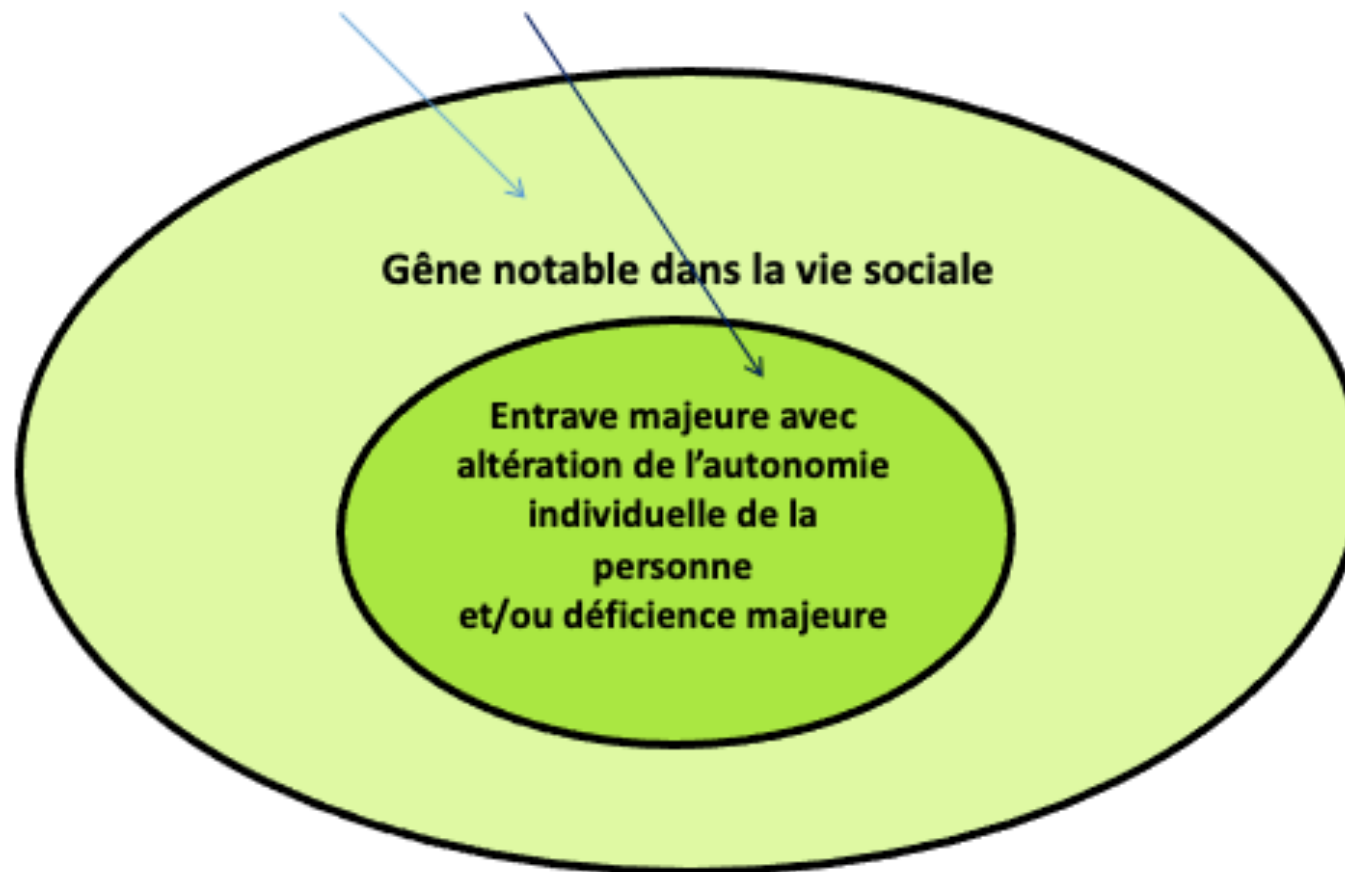 Gêne notable dans la vie sociale
Entrave majeure avec
altération de l’autonomie
individuelle de la
personne
et/ou déficience majeure